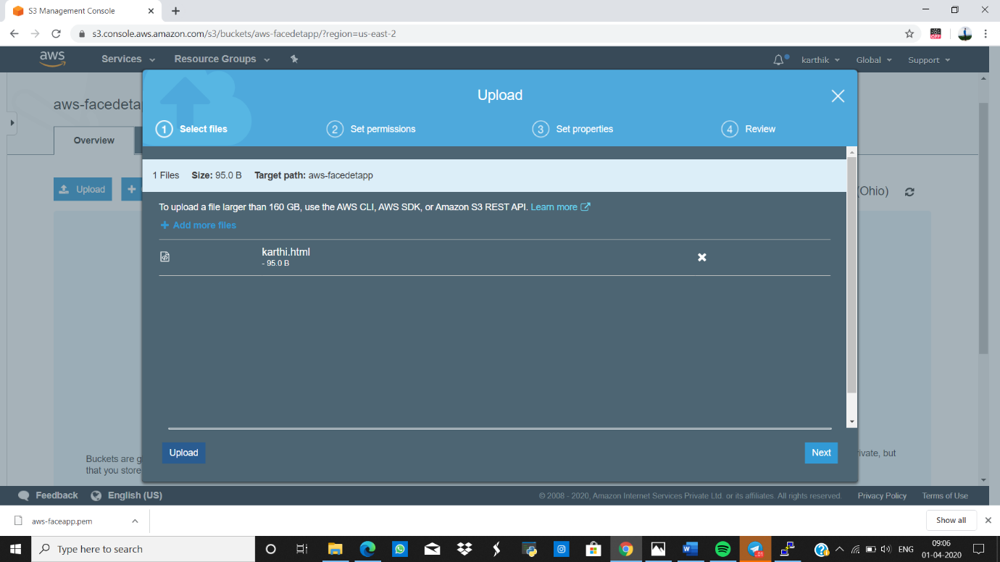 S3 Management Console
s3.console.aws.amazon.com/s3/buckets/aws-facedetapp/?region=us-east-2
OFF
aws
Services
Resource Groups
karthik
Global
Support
aws-facedeta
Upload
1 Select files
2 Set permissions
3 Set properties
4 Review
Overview
1 Files Size: 95.0 B Target path: aws-facedetapp
Upload
(Ohio)
To upload a file larger than 160 GB, use the AWS CLI, AWS SDK, or Amazon S3 REST API. Learn more
Add more files
karthi.html
- 95.0 B
Upload
Next
Buckets are g
that you store
ivate, but
Feedback
English (US)
© 2008 - 2020, Amazon Internet Services Private Ltd. or its affiliates. All rights reserved.
Privacy Policy
Terms of Use
aws-faceapp.pem
Show all
Type here to search
ENG
09:06
01-04-2020